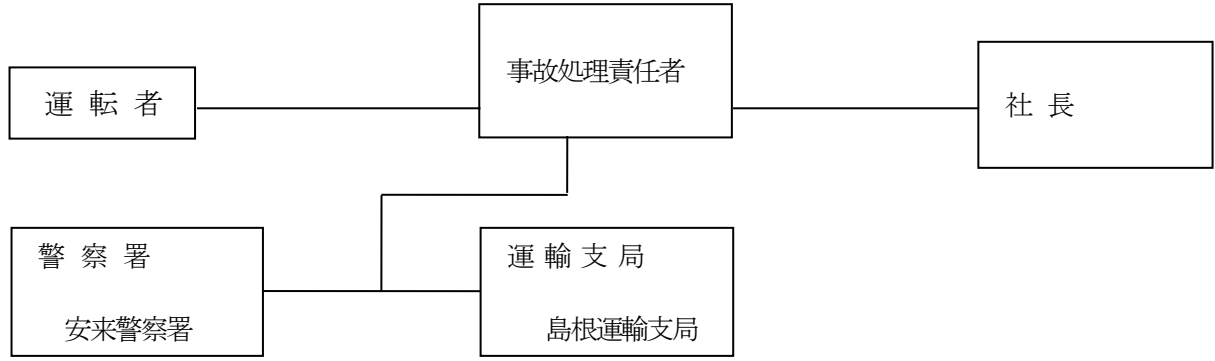 事故処理責任者
運 転 者
社 長
警 察 署
安来警察署
運 輸 支 局
島根運輸支局